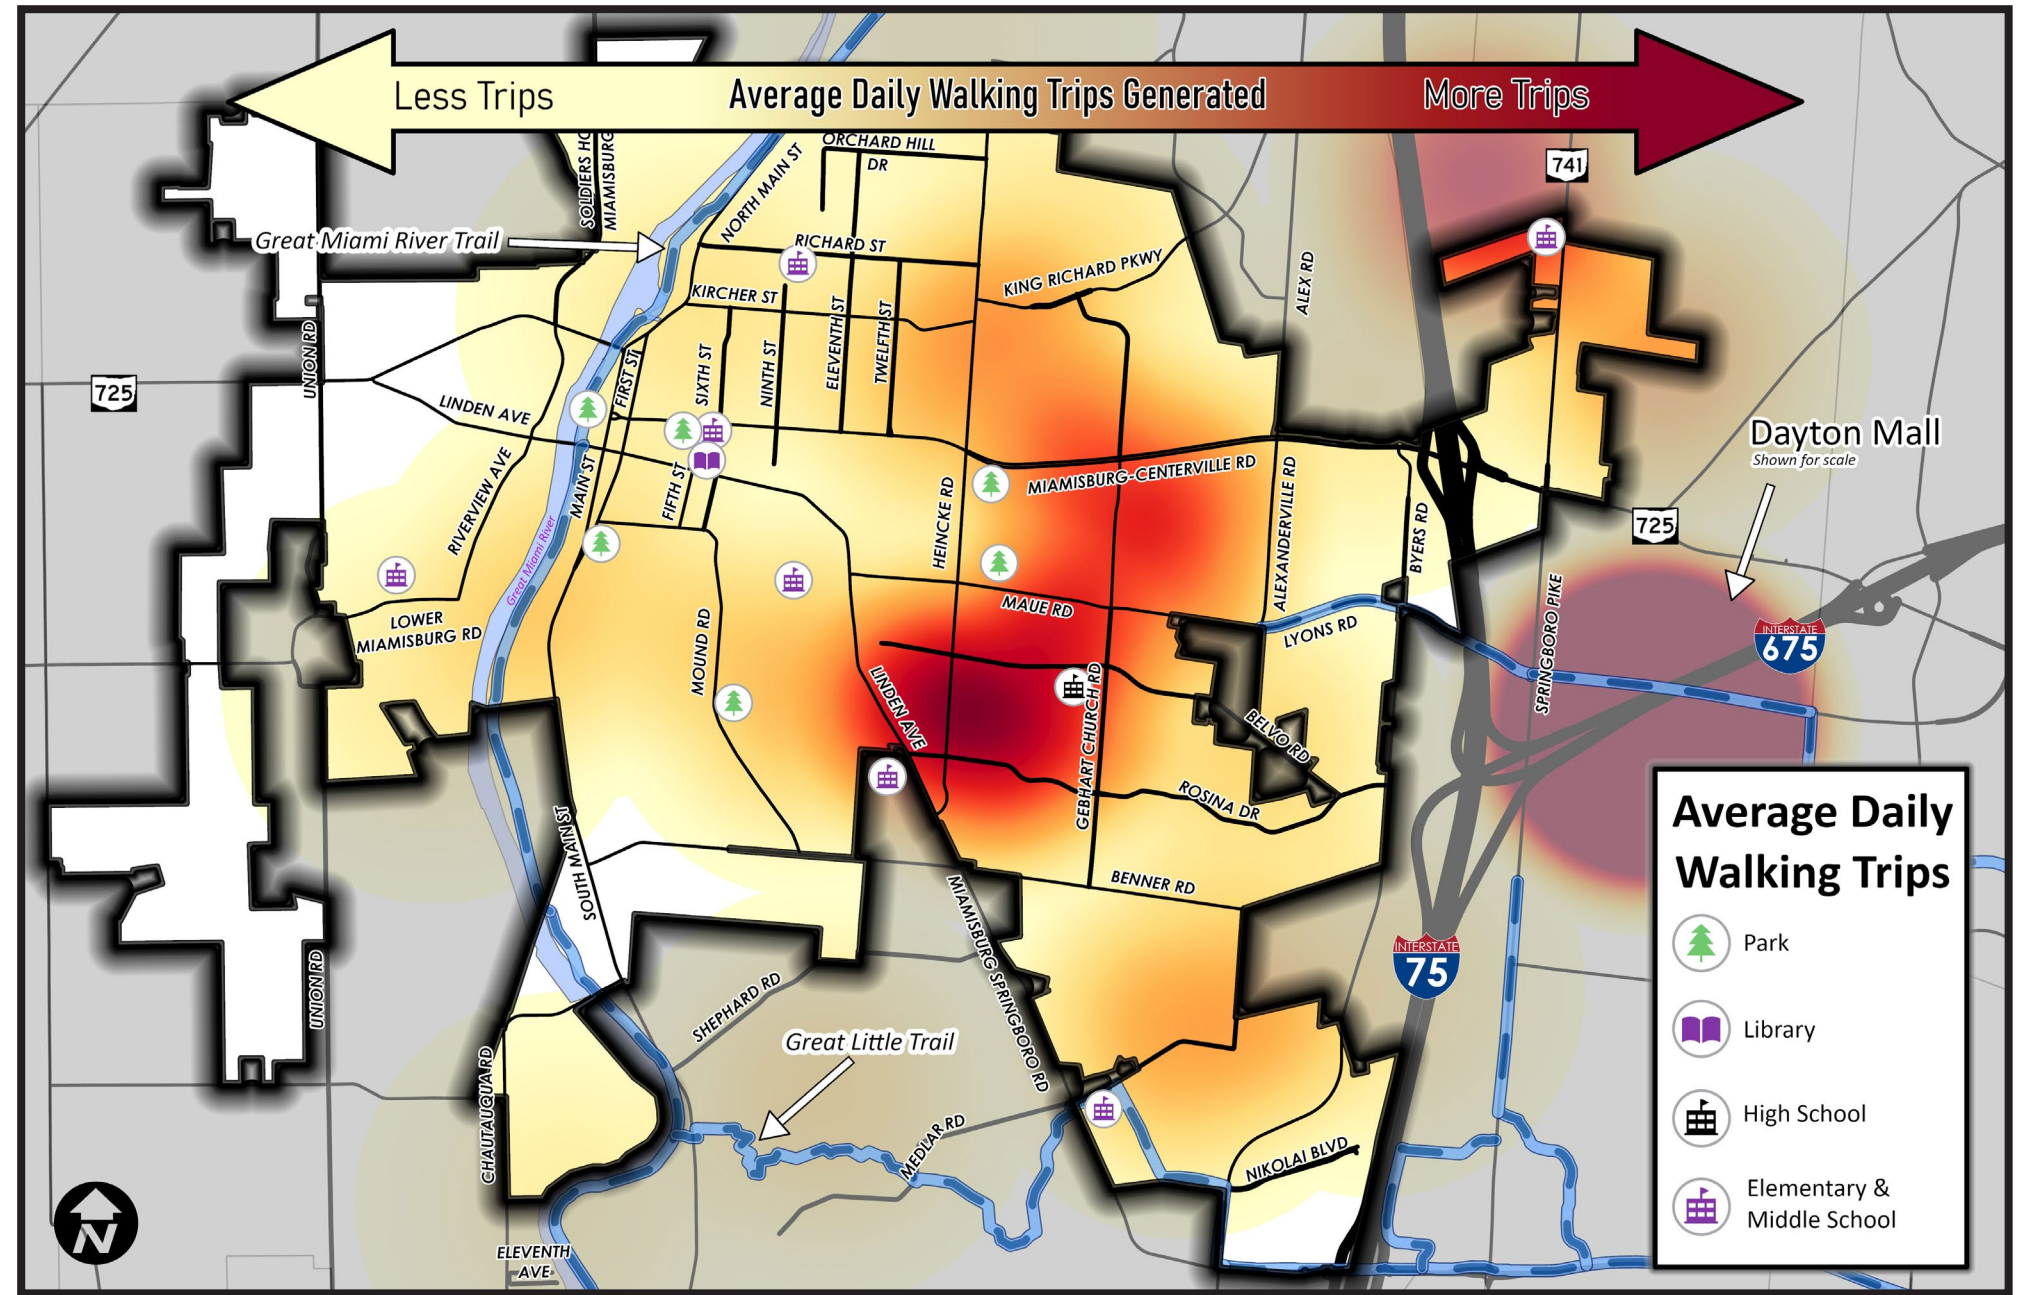 Less Trips
Average Daily Walking Trips Generated
More Trips
SOLDIERS HO
MIAMISBURG
NORTH MAIN ST
ORCHARD HILL
DR
741
Great Miami River Trail
RICHARD ST
KING RICHARD PKWY
ALEX RD
KIRCHER ST
UNION RD
FIRST ST
SIXTH ST
NINTH ST
ELEVENTH ST
TWELFTH ST
725
LINDEN AVE
Dayton Mall
Shown for scale
RIVERVIEW AVE
MAIN ST
FIFTH ST
HEINCKE RD
MIAMISBURG-CENTERVILLE RD
ALEXANDERVILLE RD
BYERS RD
725
Great Miami River
MAUE RD
LOWER
MIAMISBURG RD
MOUND RD
LYONS RD
SPRINGBORO PIKE
INTERSTATE
675
LINDEN AVE
GEBHART CHURCH RD
BELVO RD
ROSINA DR
SOUTH MAIN ST
BENNER RD
MIAMISBURG SPRINGBORO RD
INTERSTATE
75
UNION RD
SHEPHARD RD
Great Little Trail
CHAUTAUQUA RD
MEDLAR RD
NIKOLAI BLVD
ELEVENTH
AVE
N
Average Daily
Walking Trips
Park
Library
High School
Elementary &
Middle School